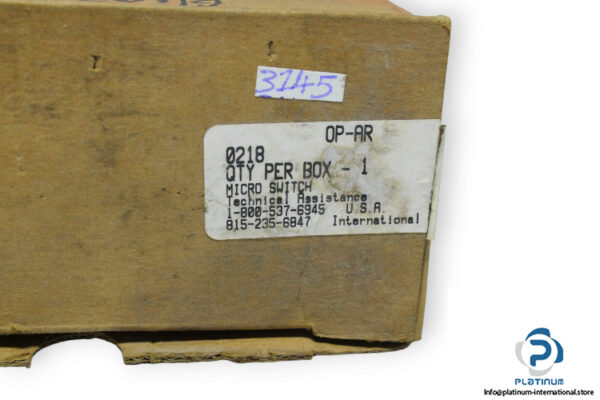 3145
OP-AR
0218
QTY PER BOX - 1
MICRO SWITCH
Technical Assistance
1-800-537-6945 U.S.A.
815-235-6847 International
PLATINUM
Info@platinum-international.store